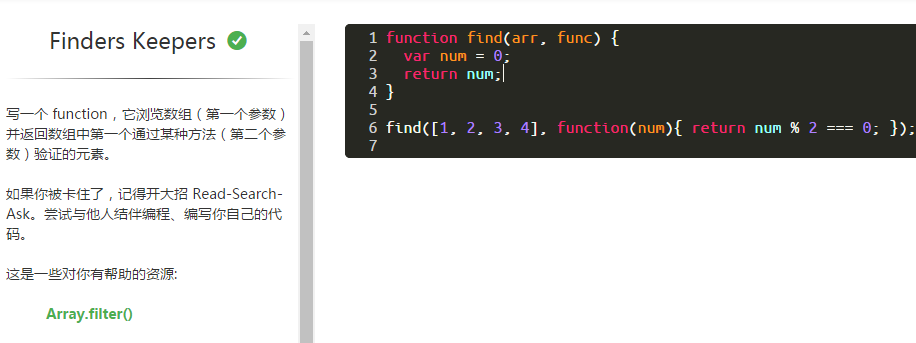 Finders Keepers
写一个 function，它浏览数组（第一个参数）
并返回数组中第一个通过某种方法（第二个参
数）验证的元素。
如果你被卡住了，记得开大招 Read-Search-
Ask。尝试与他人结伴编程、编写你自己的代
码。
这是一些对你有帮助的资源:
Array.filter()
1 function find(arr, func) {
2   var num = 0;
3   return num;
4 }
5
6 find([1, 2, 3, 4], function(num){ return num % 2 === 0; });
7